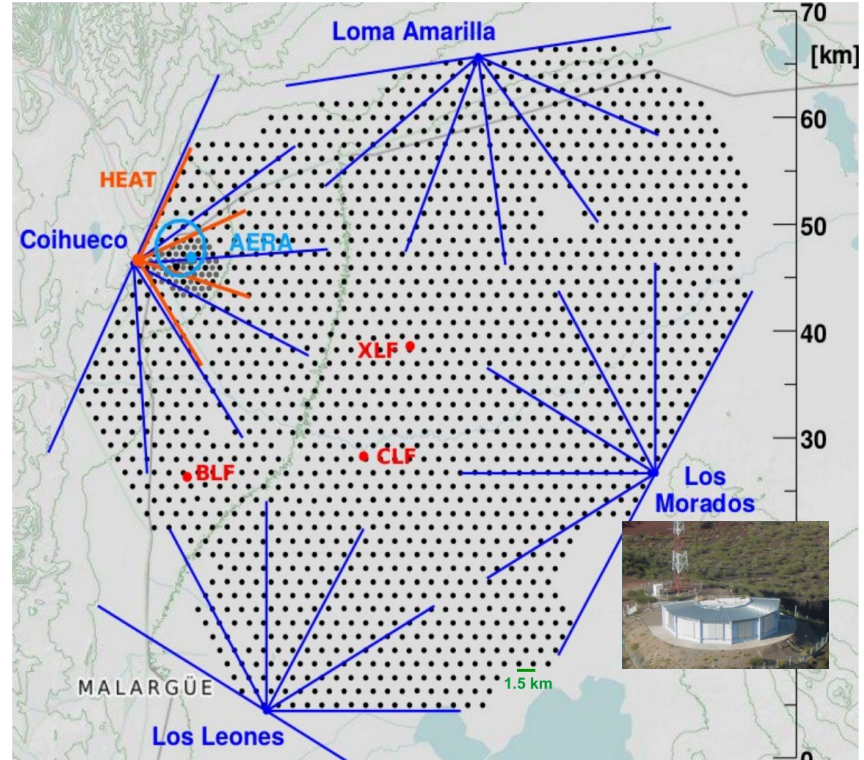 Loma Amarilla
70
[km]
60
HEAT
50
Coihueco
AERA
40
XLF
30
CLF
BLF
Los
Morados
1.5 km
MALARGÜE
Los Leones
0